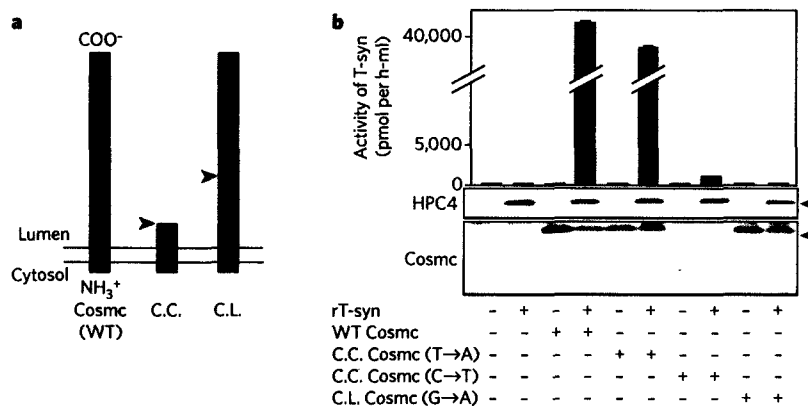 a
COO⁻
Lumen
Cytosol
NH₃⁺
Cosmc
(WT)
C.C.
C.L.
b
Activity of T-syn
(pmol per h-ml)
40,000
5,000
0
HPC4
Cosmc
rT-syn - + - + - + - + - +
WT Cosmc - - + + - - - - - -
C.C. Cosmc (T→A) - - - - + + - - - -
C.C. Cosmc (C→T) - - - - - - + + - -
C.L. Cosmc (G→A) - - - - - - - - + +